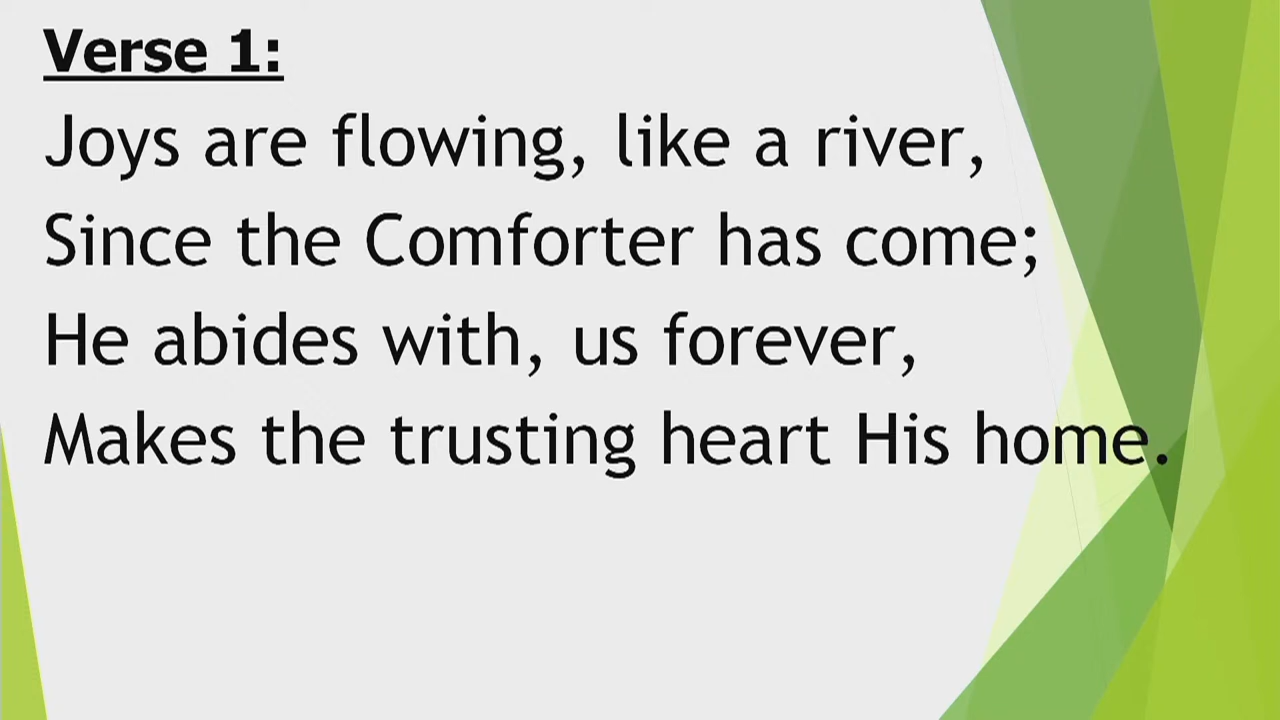 Verse 1:
Joys are flowing, like a river,
Since the Comforter has come;
He abides with, us forever,
Makes the trusting heart His home.